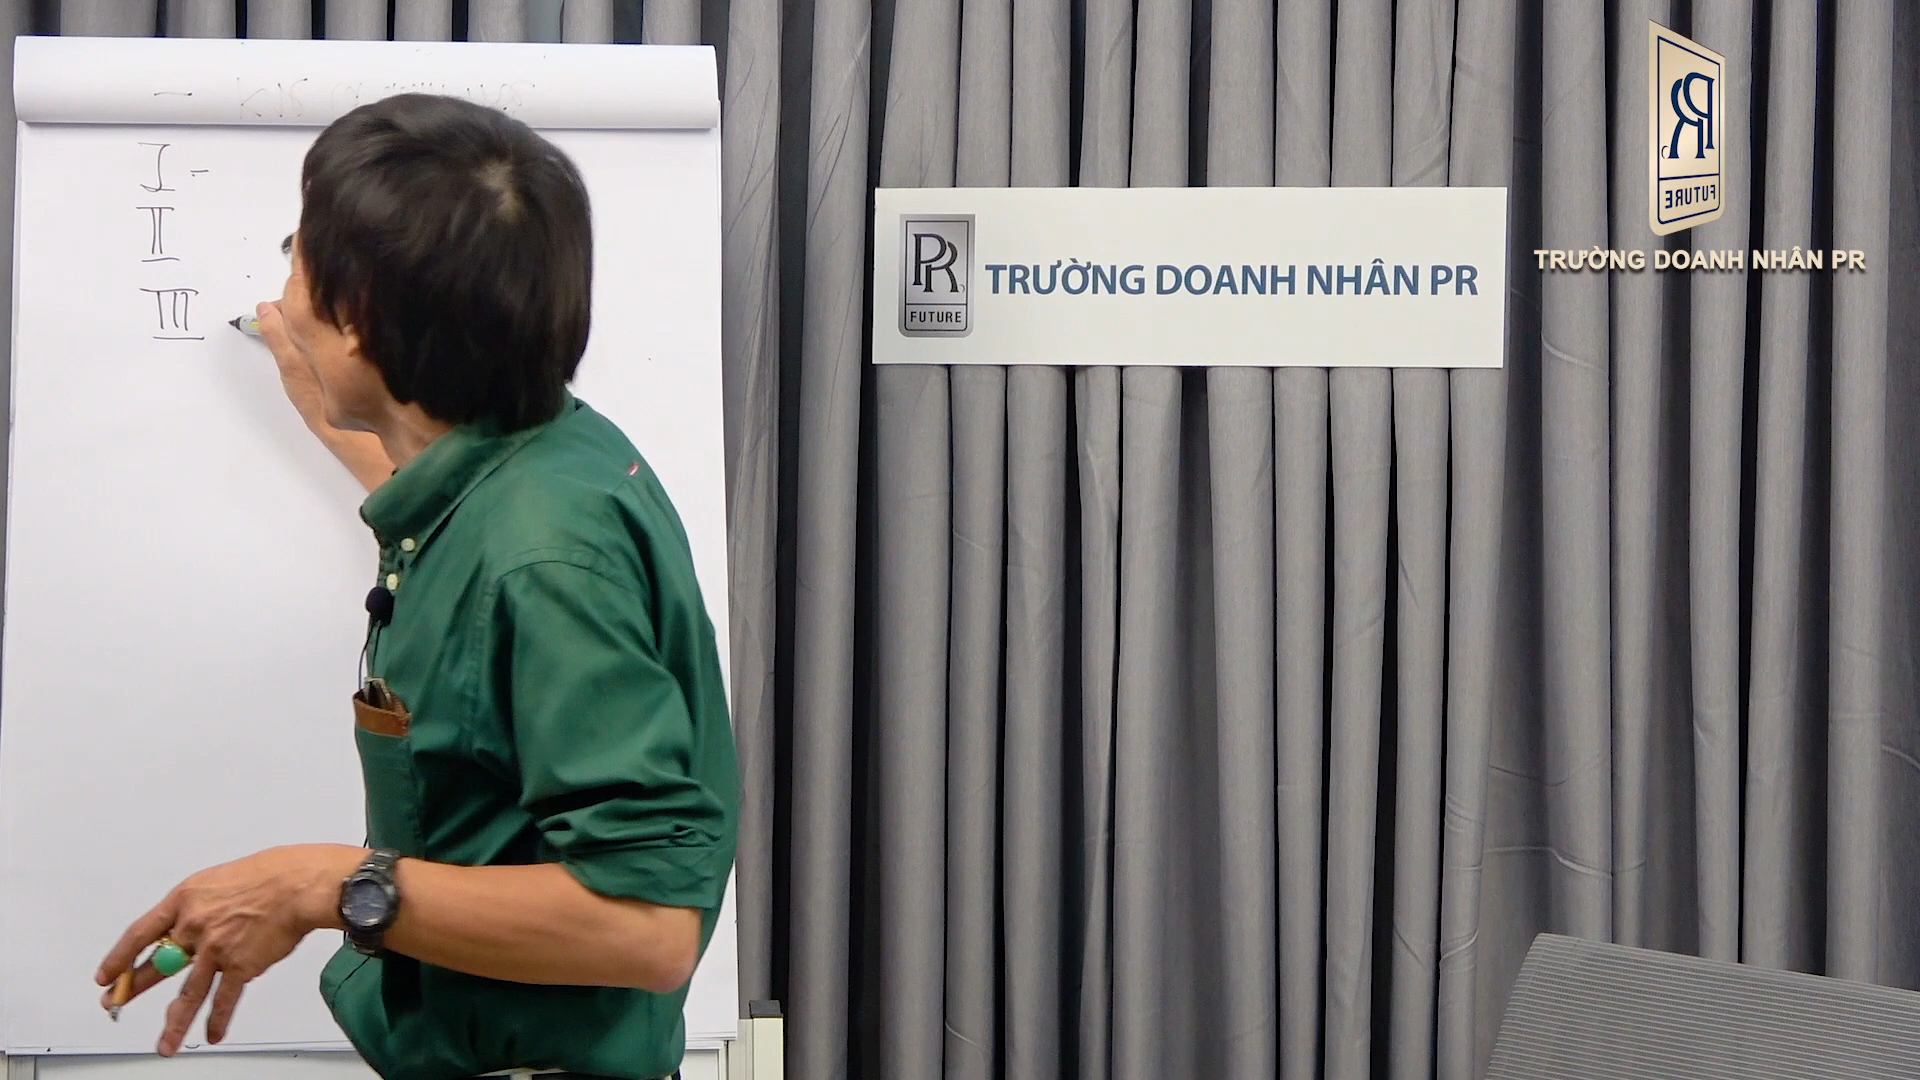 I -
II
III
PR
FUTURE
TRƯỜNG DOANH NHÂN PR
PR
FUTURE
TRƯỜNG DOANH NHÂN PR